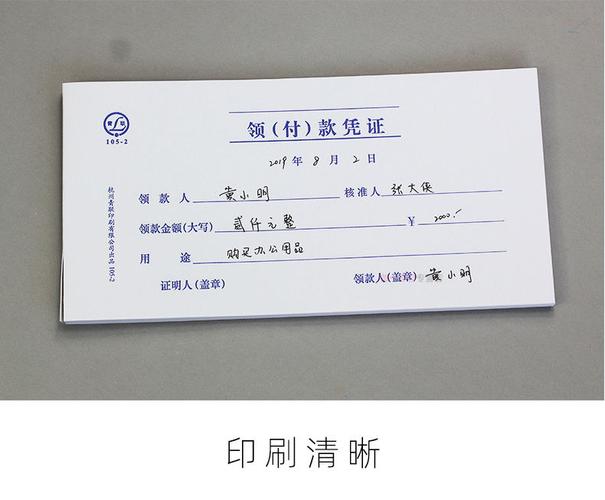 青联
105-2
领(付)款凭证
2019 年 8 月 2 日
领款人 黄小明 核准人 张大侠
领款金额(大写) 贰仟元整 ¥ 2000.-
用途 购买办公用品
证明人(盖章) 领款人(盖章) 黄小明
杭州青联印刷有限公司出品 105-2
印刷清晰